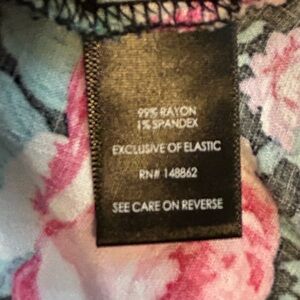 99% RAYON
1% SPANDEX
EXCLUSIVE OF ELASTIC
RN# 148862
SEE CARE ON REVERSE